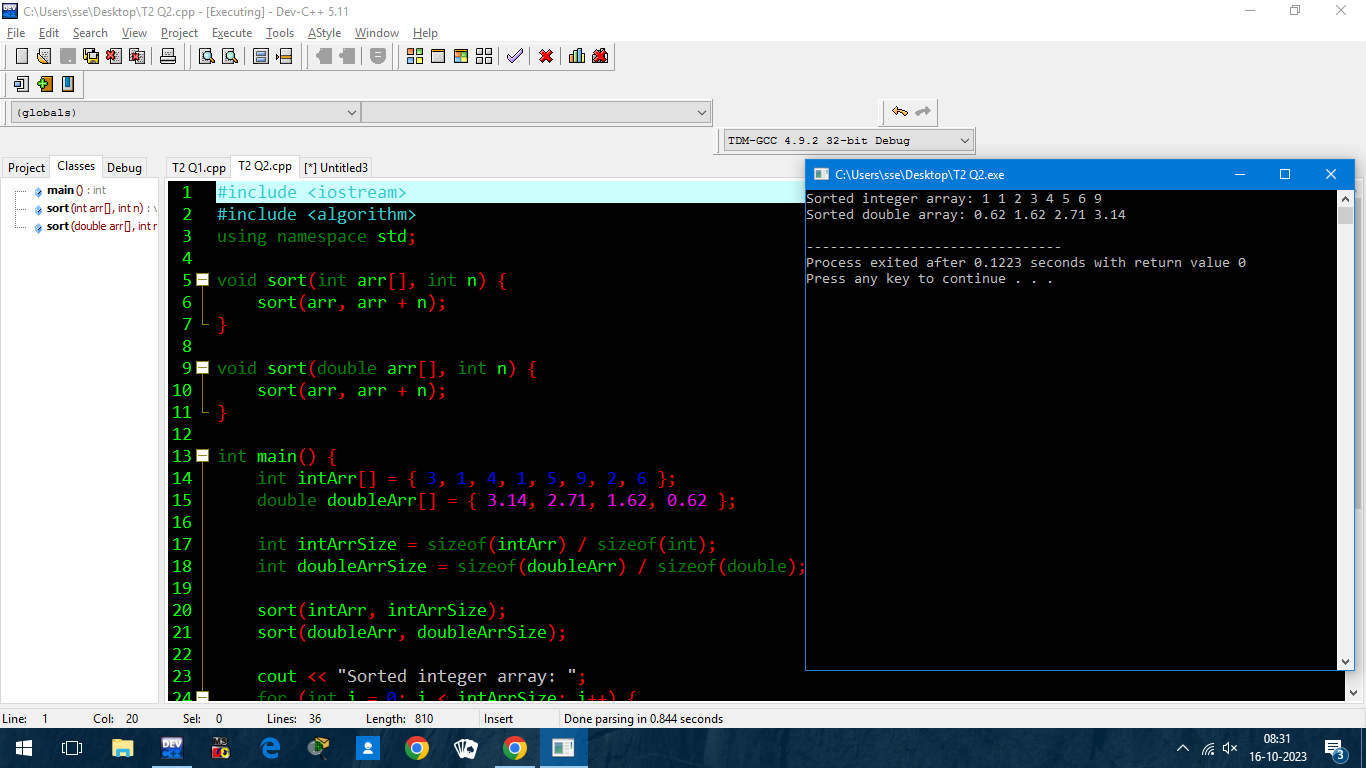 C:\Users\sse\Desktop\T2 Q2.cpp - [Executing] - Dev-C++ 5.11
File Edit Search View Project Execute Tools AStyle Window Help
(globals)
TDM-GCC 4.9.2 32-bit Debug
Project Classes Debug
main () : int
sort (int arr[], int n) : v
sort (double arr[], int r
T2 Q1.cpp T2 Q2.cpp [*] Untitled3
1 #include <iostream>
2 #include <algorithm>
3 using namespace std;
4
5 void sort(int arr[], int n) {
6 sort(arr, arr + n);
7 }
8
9 void sort(double arr[], int n) {
10 sort(arr, arr + n);
11 }
12
13 int main() {
14 int intArr[] = { 3, 1, 4, 1, 5, 9, 2, 6 };
15 double doubleArr[] = { 3.14, 2.71, 1.62, 0.62 };
16
17 int intArrSize = sizeof(intArr) / sizeof(int);
18 int doubleArrSize = sizeof(doubleArr) / sizeof(double);
19
20 sort(intArr, intArrSize);
21 sort(doubleArr, doubleArrSize);
22
23 cout << "Sorted integer array: ";
24 for (int i = 0; i < intArrSize; i++) {
C:\Users\sse\Desktop\T2 Q2.exe
Sorted integer array: 1 1 2 3 4 5 6 9
Sorted double array: 0.62 1.62 2.71 3.14
--------------------------------
Process exited after 0.1223 seconds with return value 0
Press any key to continue . . .
Line: 1 Col: 20 Sel: 0 Lines: 36 Length: 810 Insert Done parsing in 0.844 seconds
DEV
08:31
16-10-2023
3